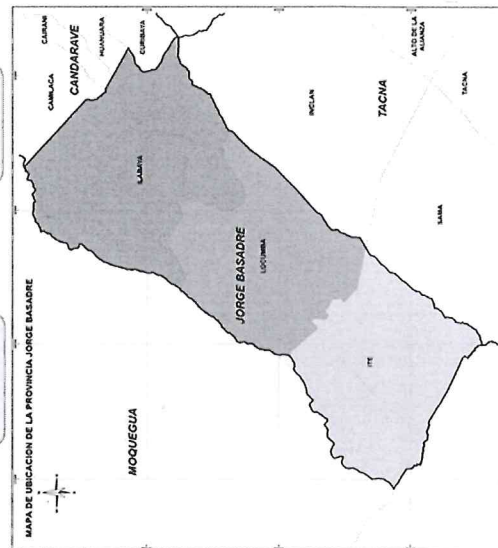 MAPA DE UBICACION DE LA PROVINCIA JORGE BASADRE
MOQUEGUA
CAIRANI
CAMILACA
CANDARAVE
HUANUARA
CURIBAYA
ILABAYA
JORGE BASADRE
LOCUMBA
INCLAN
TACNA
ALTO DE LA
ALIANZA
TACNA
SAMA
ITE